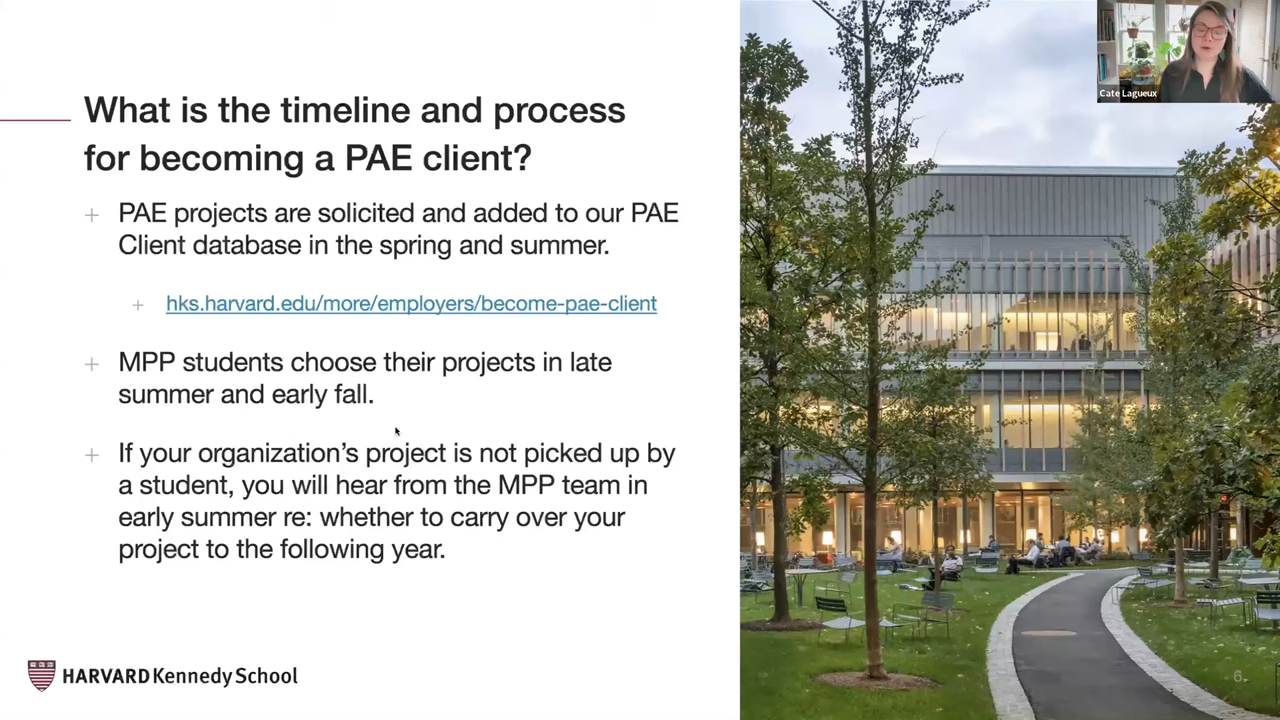 What is the timeline and process
for becoming a PAE client?
+ PAE projects are solicited and added to our PAE
Client database in the spring and summer.
+ hks.harvard.edu/more/employers/become-pae-client
+ MPP students choose their projects in late
summer and early fall.
+ If your organization’s project is not picked up by
a student, you will hear from the MPP team in
early summer re: whether to carry over your
project to the following year.
HARVARD Kennedy School
Cate Lagueux
6